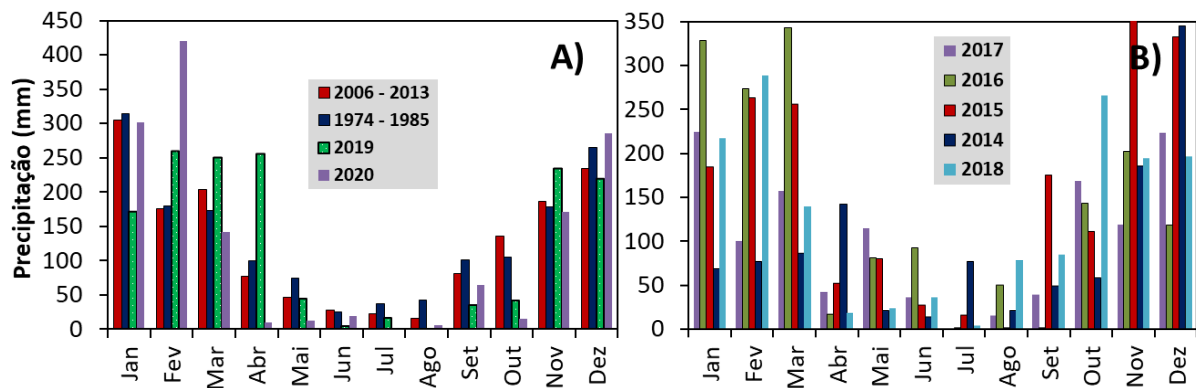 Precipitação (mm)
450
400
350
300
250
200
150
100
50
0
A)
2006 - 2013
1974 - 1985
2019
2020
Jan
Fev
Mar
Abr
Mai
Jun
Jul
Ago
Set
Out
Nov
Dez
350
300
250
200
150
100
50
0
B)
2017
2016
2015
2014
2018
Jan
Fev
Mar
Abr
Mai
Jun
Jul
Ago
Set
Out
Nov
Dez